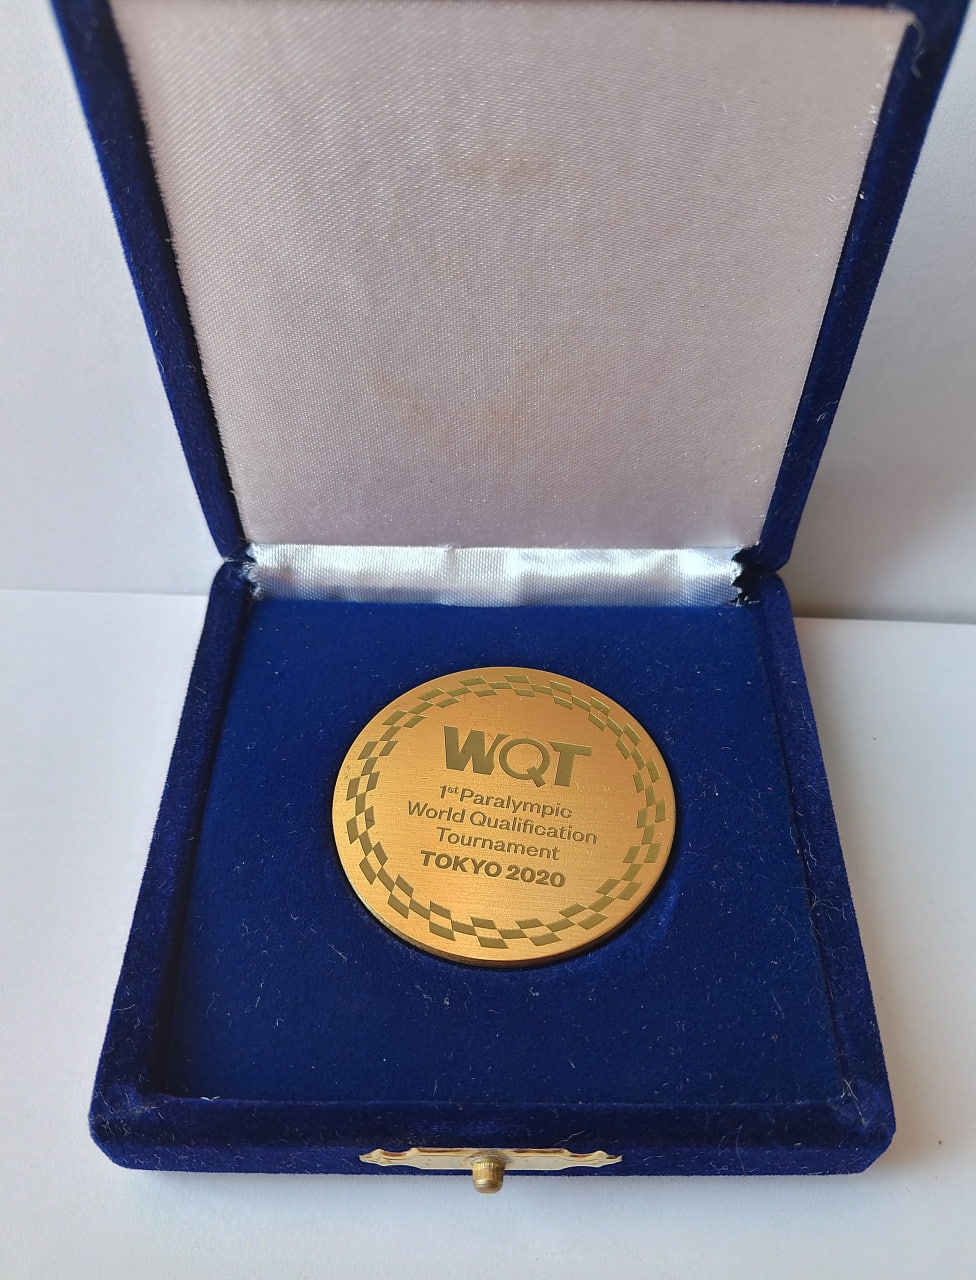 WQT
1st Paralympic
World Qualification
Tournament
TOKYO 2020